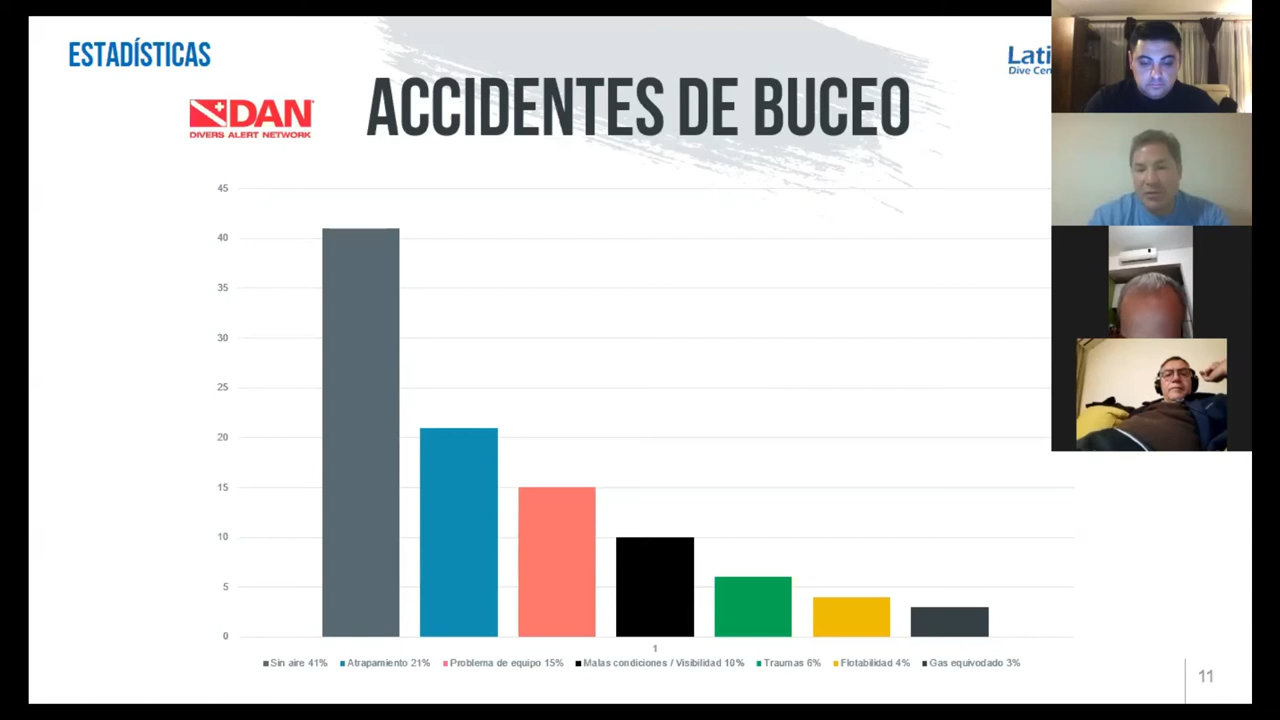 ESTADÍSTICAS
Lati
Dive Cen
DAN
DIVERS ALERT NETWORK
ACCIDENTES DE BUCEO
45
40
35
30
25
20
15
10
5
0
1
Sin aire 41% Atrapamiento 21% Problema de equipo 15% Malas condiciones / Visibilidad 10% Traumas 6% Flotabilidad 4% Gas equivodado 3%
11